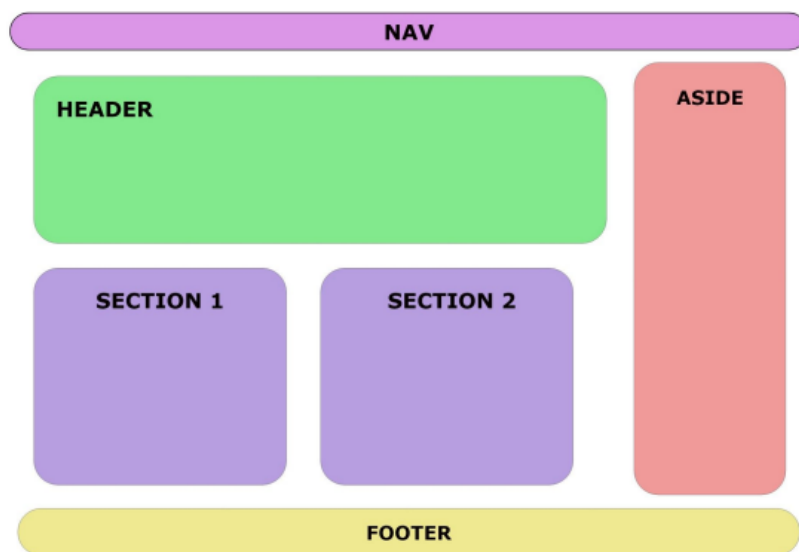 NAV
HEADER
ASIDE
SECTION 1
SECTION 2
FOOTER